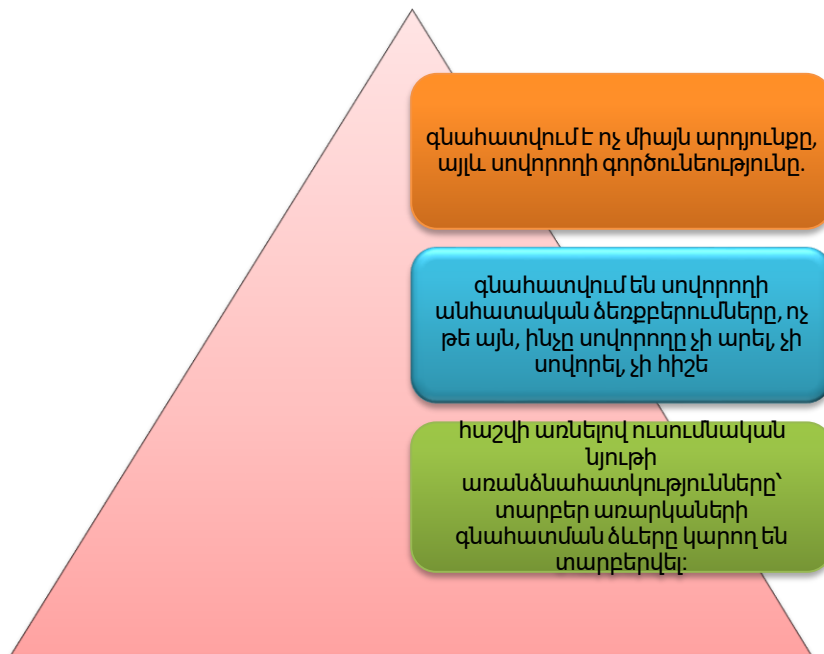 գնահատվում է ոչ միայն արդյունքը,
այլև սովորողի գործունեությունը.
գնահատվում են սովորողի
անհատական ձեռքբերումները, ոչ
թե այն, ինչը սովորողը չի արել, չի
սովորել, չի հիշե
հաշվի առնելով ուսումնական
նյութի
առանձնահատկությունները՝
տարբեր առարկաների
գնահատման ձևերը կարող են
տարբերվել: